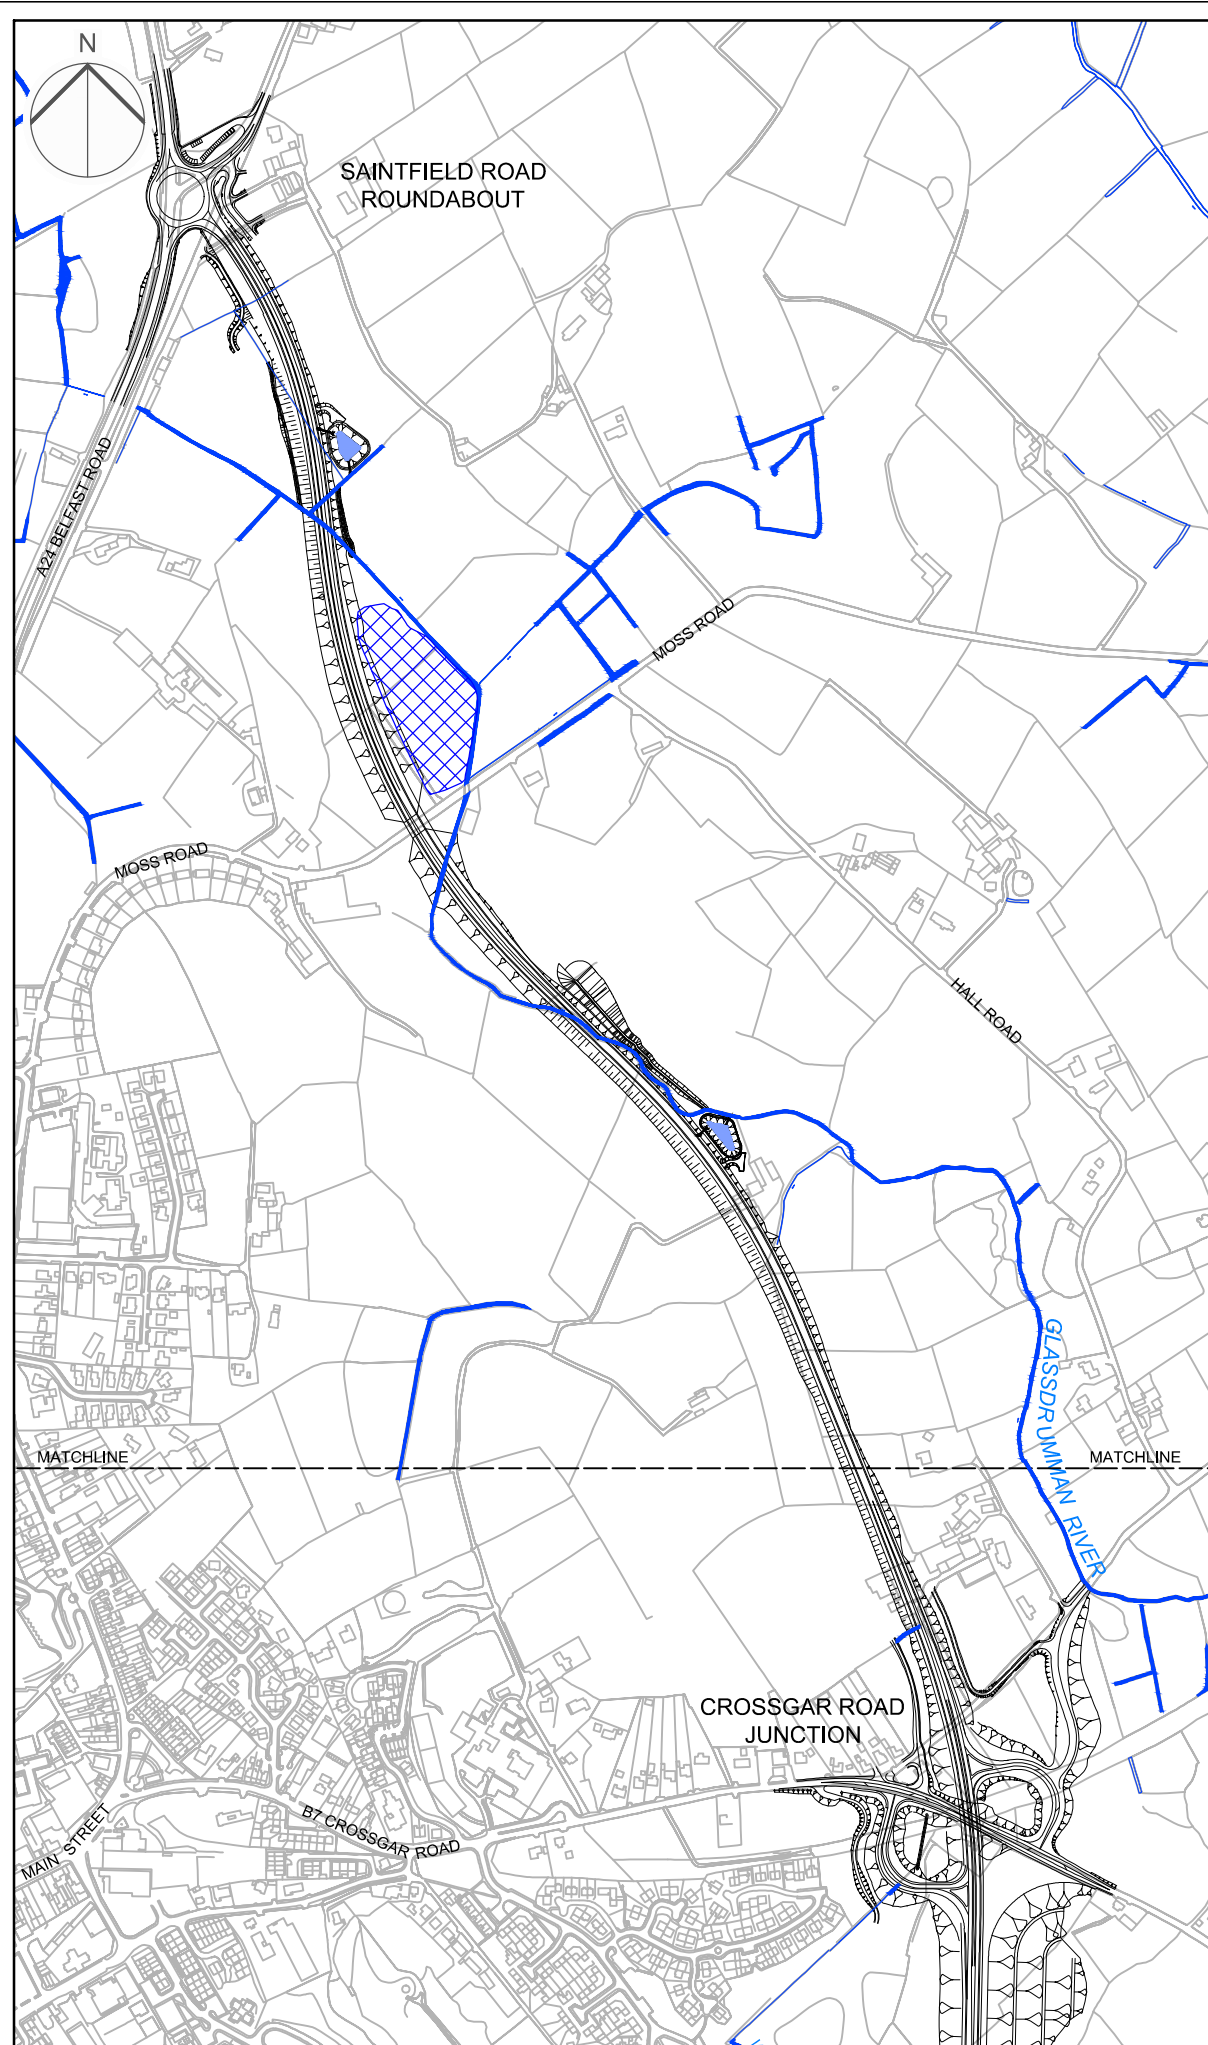 N
SAINTFIELD ROAD
ROUNDABOUT
A24 BELFAST ROAD
MOSS ROAD
MOSS ROAD
HALL ROAD
GLASSDRUMMAN RIVER
MATCHLINE
MATCHLINE
CROSSGAR ROAD
JUNCTION
B7 CROSSGAR ROAD
MAIN STREET